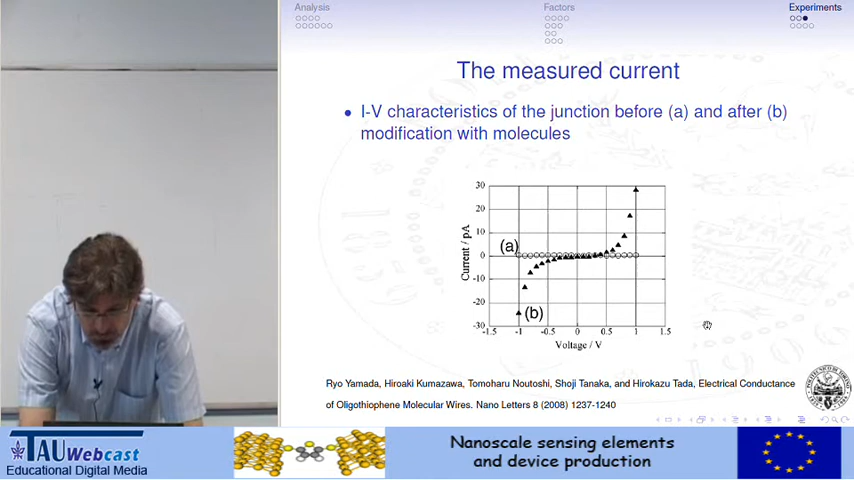 Analysis
Factors
Experiments
The measured current
I-V characteristics of the junction before (a) and after (b)
modification with molecules
30
20
10
0
-10
-20
-30
Current / pA
(a)
(b)
-1.5 -1 -0.5 0 0.5 1 1.5
Voltage / V
Ryo Yamada, Hiroaki Kumazawa, Tomoharu Noutoshi, Shoji Tanaka, and Hirokazu Tada, Electrical Conductance
of Oligothiophene Molecular Wires. Nano Letters 8 (2008) 1237-1240
TAU Webcast
Educational Digital Media
Nanoscale sensing elements
and device production